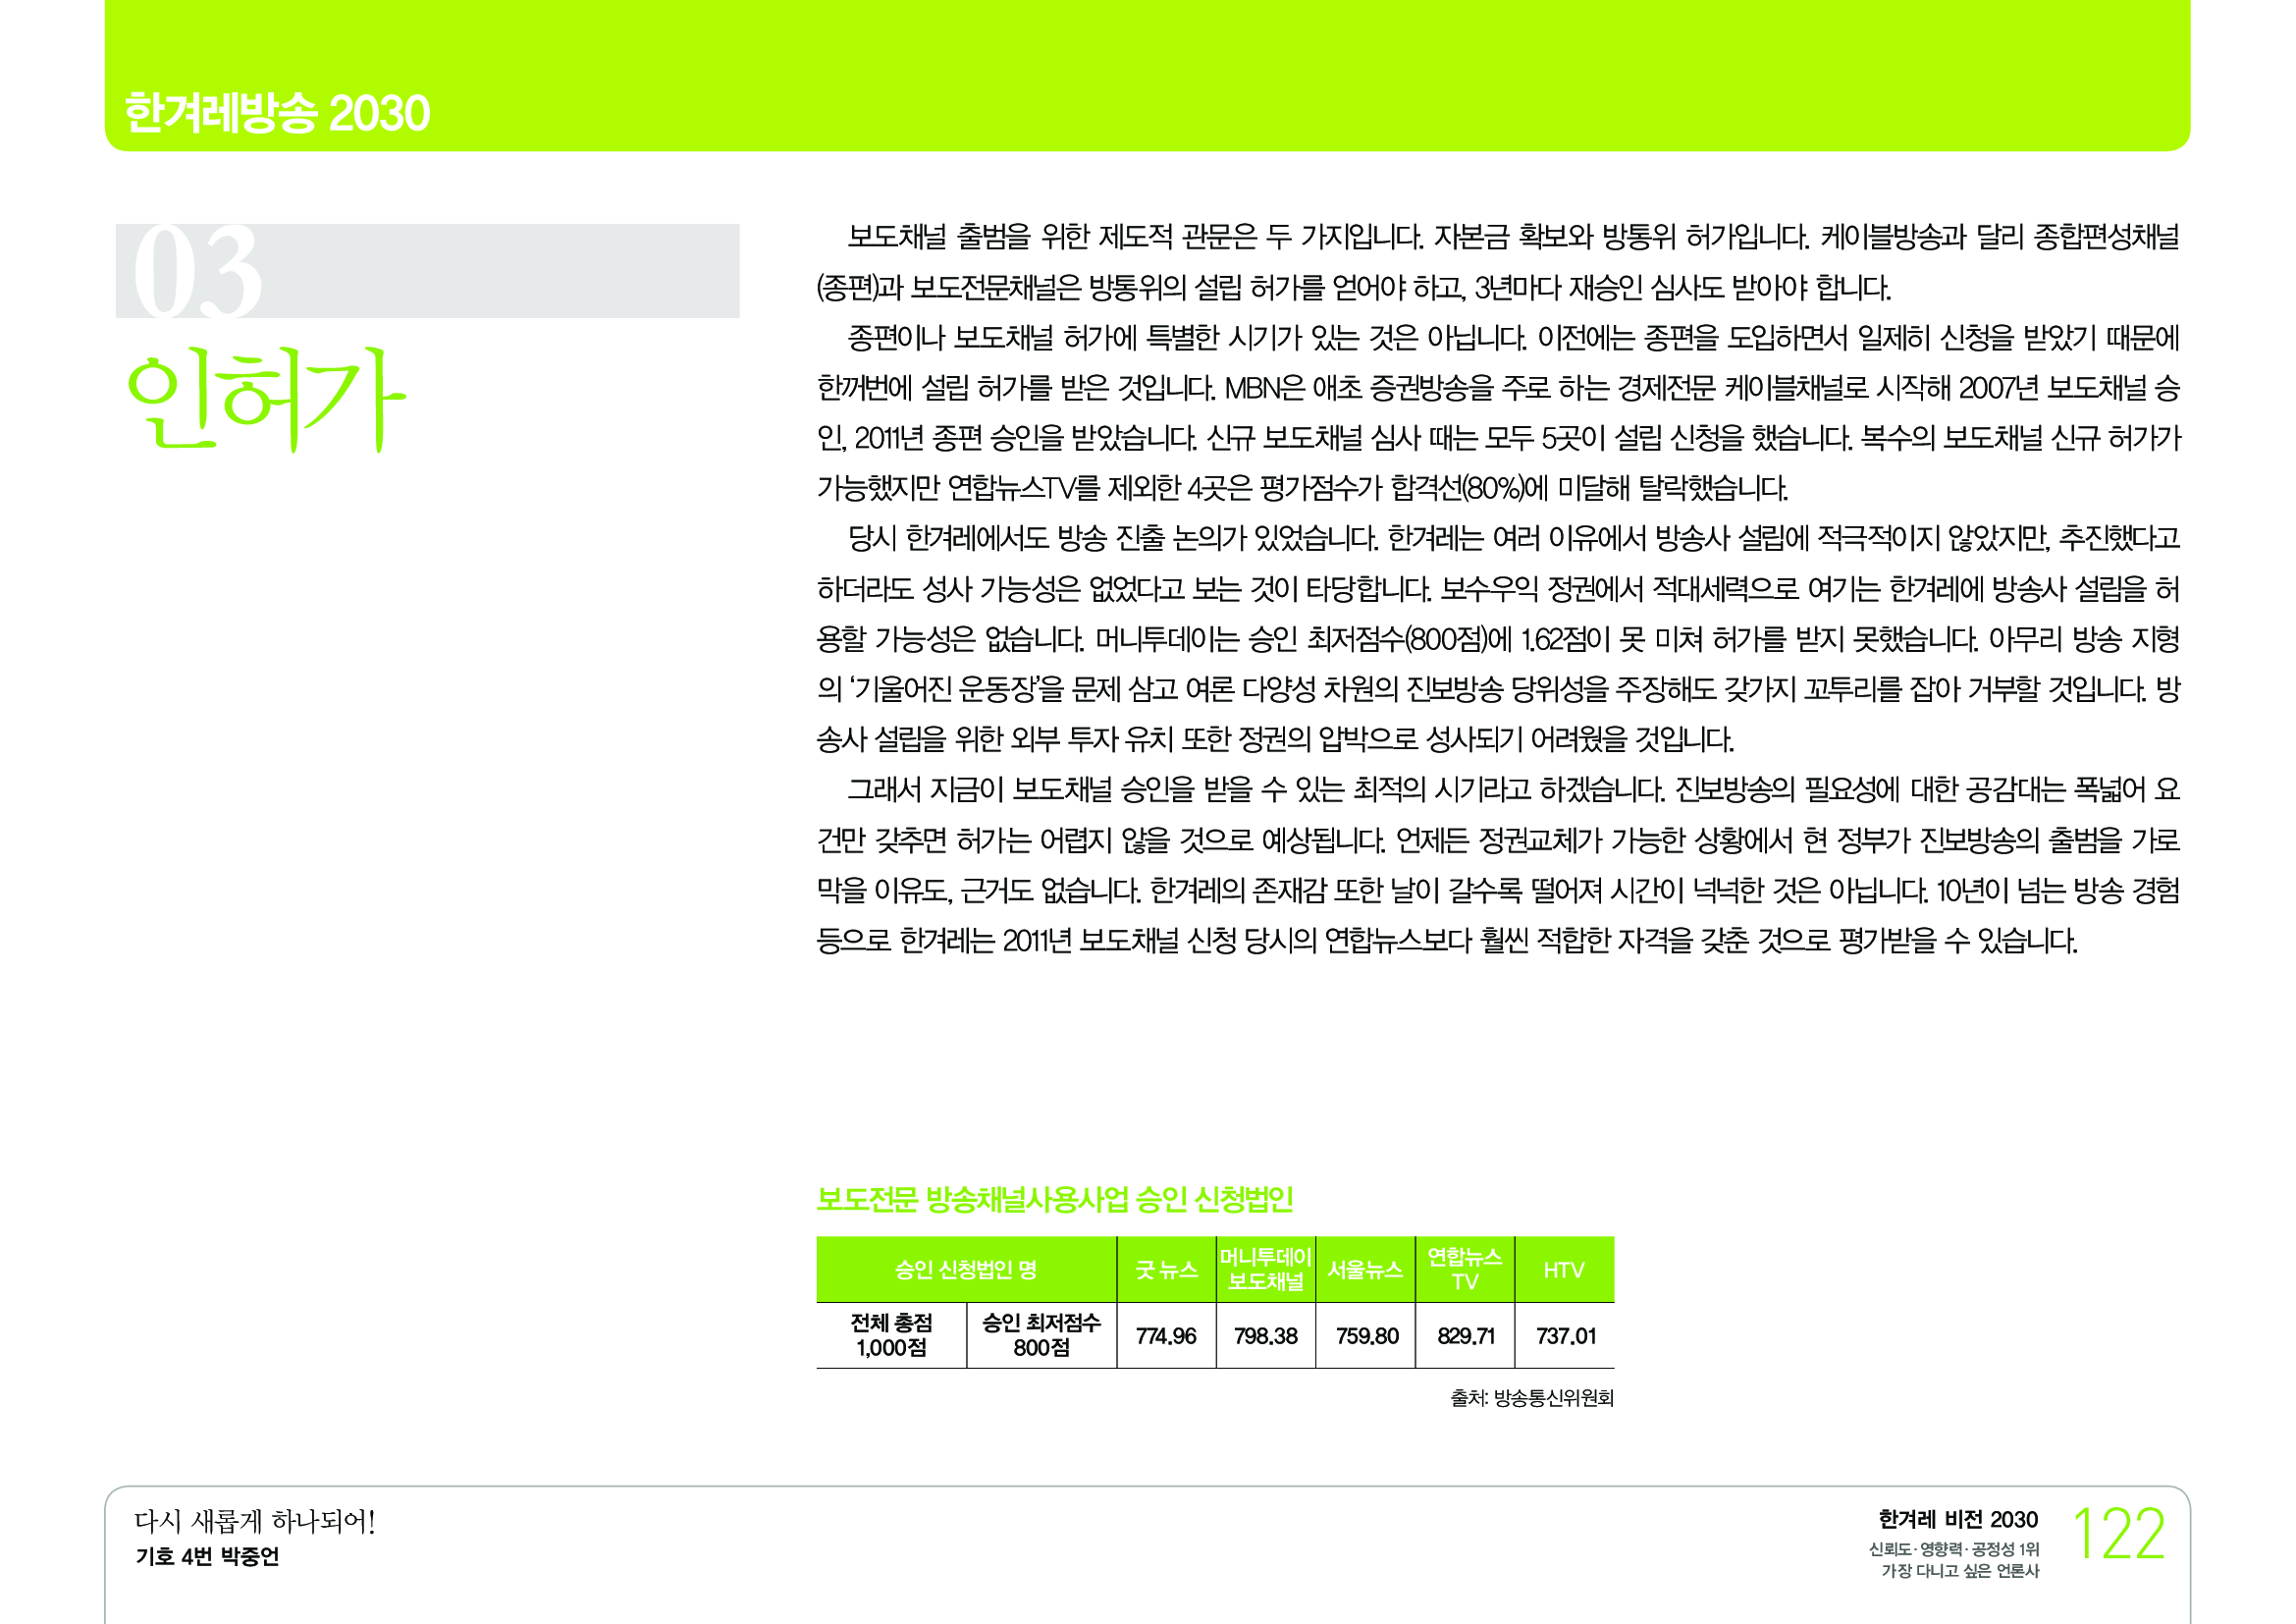 한겨레방송 2030
03
인허가
보도채널 출범을 위한 제도적 관문은 두 가지입니다. 자본금 확보와 방통위 허가입니다. 케이블방송과 달리 종합편성채널
(종편)과 보도전문채널은 방통위의 설립 허가를 얻어야 하고, 3년마다 재승인 심사도 받아야 합니다.
종편이나 보도채널 허가에 특별한 시기가 있는 것은 아닙니다. 이전에는 종편을 도입하면서 일제히 신청을 받았기 때문에
한꺼번에 설립 허가를 받은 것입니다. MBN은 애초 증권방송을 주로 하는 경제전문 케이블채널로 시작해 2007년 보도채널 승
인, 2011년 종편 승인을 받았습니다. 신규 보도채널 심사 때는 모두 5곳이 설립 신청을 했습니다. 복수의 보도채널 신규 허가가
가능했지만 연합뉴스TV를 제외한 4곳은 평가점수가 합격선(80%)에 미달해 탈락했습니다.
당시 한겨레에서도 방송 진출 논의가 있었습니다. 한겨레는 여러 이유에서 방송사 설립에 적극적이지 않았지만, 추진했다고
하더라도 성사 가능성은 없었다고 보는 것이 타당합니다. 보수우익 정권에서 적대세력으로 여기는 한겨레에 방송사 설립을 허
용할 가능성은 없습니다. 머니투데이는 승인 최저점수(800점)에 1.62점이 못 미쳐 허가를 받지 못했습니다. 아무리 방송 지형
의 ‘기울어진 운동장’을 문제 삼고 여론 다양성 차원의 진보방송 당위성을 주장해도 갖가지 꼬투리를 잡아 거부할 것입니다. 방
송사 설립을 위한 외부 투자 유치 또한 정권의 압박으로 성사되기 어려웠을 것입니다.
그래서 지금이 보도채널 승인을 받을 수 있는 최적의 시기라고 하겠습니다. 진보방송의 필요성에 대한 공감대는 폭넓어 요
건만 갖추면 허가는 어렵지 않을 것으로 예상됩니다. 언제든 정권교체가 가능한 상황에서 현 정부가 진보방송의 출범을 가로
막을 이유도, 근거도 없습니다. 한겨레의 존재감 또한 날이 갈수록 떨어져 시간이 넉넉한 것은 아닙니다. 10년이 넘는 방송 경험
등으로 한겨레는 2011년 보도채널 신청 당시의 연합뉴스보다 훨씬 적합한 자격을 갖춘 것으로 평가받을 수 있습니다.
보도전문 방송채널사용사업 승인 신청법인
승인 신청법인 명 굿 뉴스 머니투데이 보도채널 서울뉴스 연합뉴스 TV HTV
전체 총점 1,000점 승인 최저점수 800점 774.96 798.38 759.80 829.71 737.01
출처: 방송통신위원회
다시 새롭게 하나되어!
기호 4번 박중언
한겨레 비전 2030
신뢰도·영향력·공정성 1위
가장 다니고 싶은 언론사
122